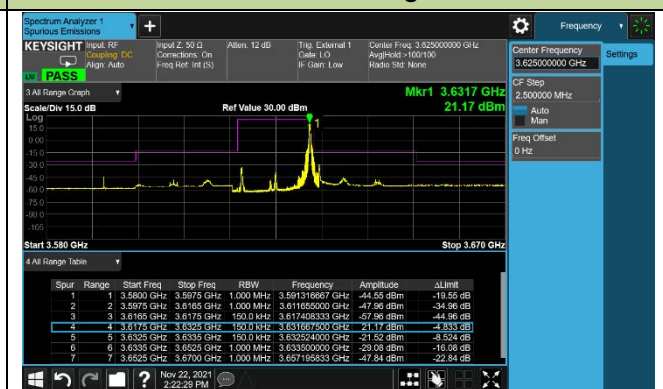 Spectrum Analyzer 1
Spurious Emissions
Frequency
KEYSIGHT
Input: RF
Coupling: DC
Align: Auto
Input Z: 50 Ω
Corrections: On
Freq Ref: Int (S)
Atten: 12 dB
Trig: External 1
Gate: LO
IF Gain: Low
Center Freq: 3.625000000 GHz
Avg|Hold:>100/100
Radio Std: None
PASS
Center Frequency
3.625000000 GHz
Settings
CF Step
2.500000 MHz
Auto
Man
Freq Offset
0 Hz
3 All Range Graph
Mkr1 3.6317 GHz
Scale/Div 15.0 dB
Ref Value 30.00 dBm
21.17 dBm
Log
15.0
0.00
-15.0
-30.0
-45.0
-60.0
-75.0
-90.0
-105
1
Start 3.580 GHz
Stop 3.670 GHz
4 All Range Table
Spur Range Start Freq Stop Freq RBW Frequency Amplitude ΔLimit
1 1 3.5800 GHz 3.5975 GHz 1.000 MHz 3.591316667 GHz -44.55 dBm -19.55 dB
2 2 3.5975 GHz 3.6165 GHz 1.000 MHz 3.611655000 GHz -47.96 dBm -34.96 dB
3 3 3.6165 GHz 3.6175 GHz 150.0 kHz 3.617408333 GHz -57.96 dBm -44.96 dB
4 4 3.6175 GHz 3.6325 GHz 150.0 kHz 3.631667500 GHz 21.17 dBm -4.833 dB
5 5 3.6325 GHz 3.6335 GHz 150.0 kHz 3.632524000 GHz -21.52 dBm -8.524 dB
6 6 3.6335 GHz 3.6525 GHz 1.000 MHz 3.633500000 GHz -29.08 dBm -16.08 dB
7 7 3.6525 GHz 3.6700 GHz 1.000 MHz 3.657195833 GHz -47.84 dBm -22.84 dB
Nov 22, 2021
2:22:29 PM